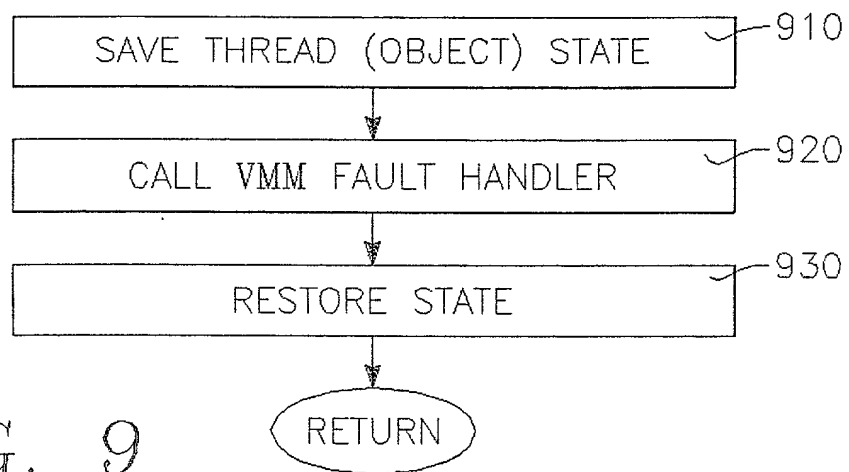 SAVE THREAD (OBJECT) STATE 910
CALL VMM FAULT HANDLER 920
RESTORE STATE 930
RETURN
9